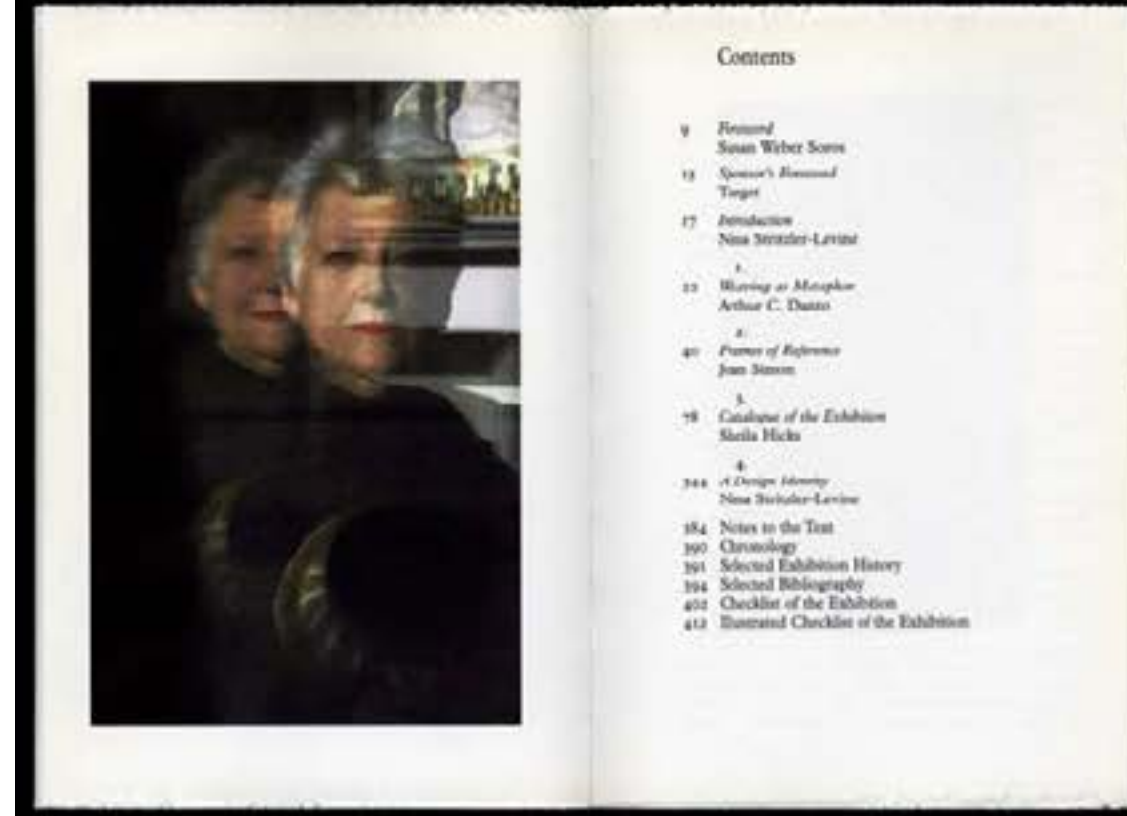 Contents
9 Foreword
Susan Weber Soros
13 Sponsor's Foreword
Target
17 Introduction
Nina Stritzler-Levine
1.
22 Weaving as Metaphor
Arthur C. Danto
2.
40 Frames of Reference
Joan Simon
3.
78 Catalogue of the Exhibition
Sheila Hicks
4.
344 A Design Identity
Nina Stritzler-Levine
384 Notes to the Text
390 Chronology
391 Selected Exhibition History
394 Selected Bibliography
402 Checklist of the Exhibition
412 Illustrated Checklist of the Exhibition